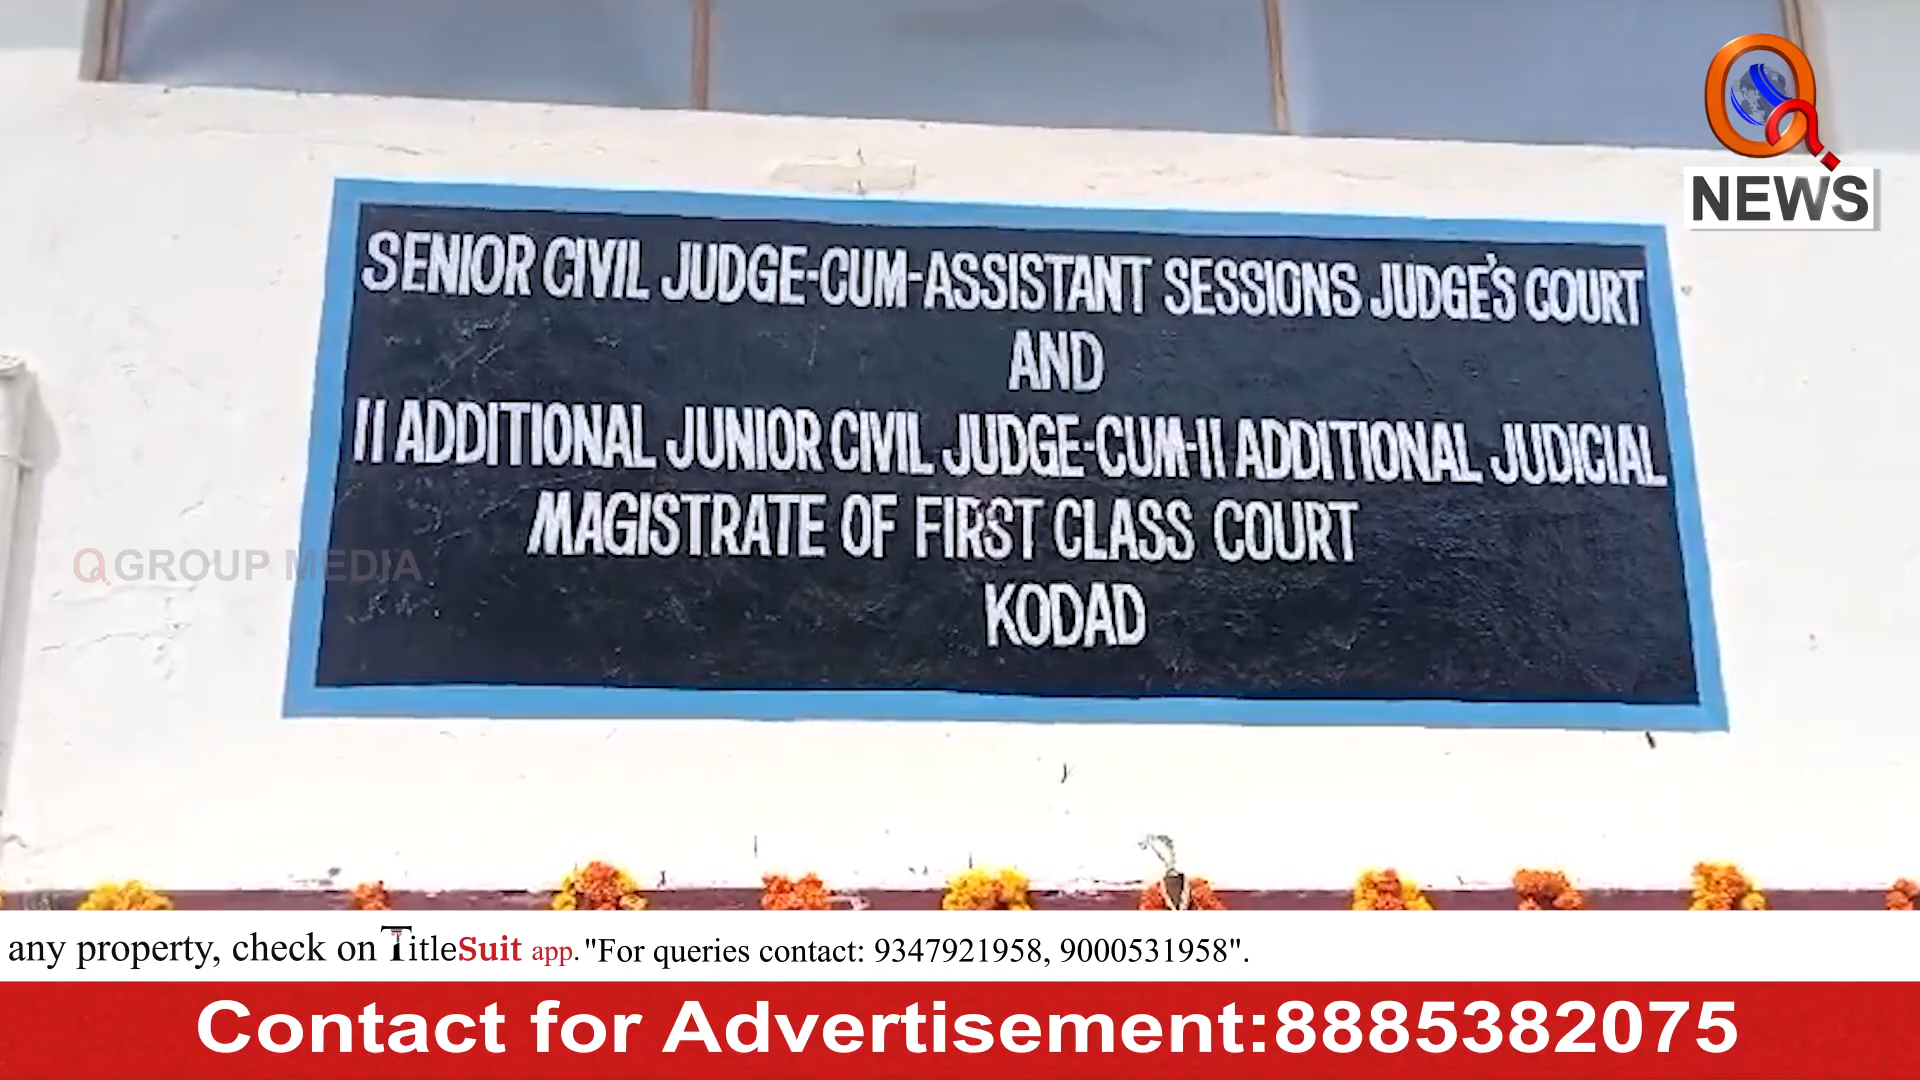 NEWS
SENIOR CIVIL JUDGE-CUM-ASSISTANT SESSIONS JUDGE'S COURT
AND
II ADDITIONAL JUNIOR CIVIL JUDGE-CUM-II ADDITIONAL JUDICIAL
MAGISTRATE OF FIRST CLASS COURT
KODAD
Q GROUP MEDIA
any property, check on TitleSuit app. "For queries contact: 9347921958, 9000531958".
Contact for Advertisement:8885382075